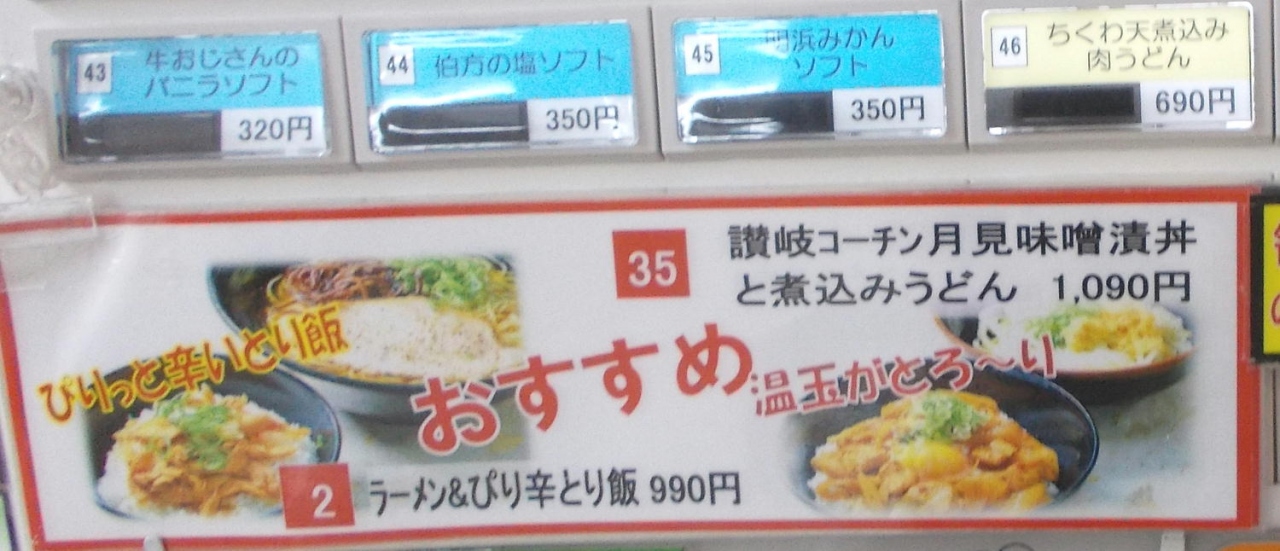 43
牛おじさんの
バニラソフト
320円
44
伯方の塩ソフト
350円
45
明浜みかん
ソフト
350円
46
ちくわ天煮込み
肉うどん
690円
35
讃岐コーチン月見味噌漬丼
と煮込みうどん 1,090円
ぴりっと辛いとり飯
おすすめ
温玉がとろ〜り
2
ラーメン&ぴり辛とり飯 990円